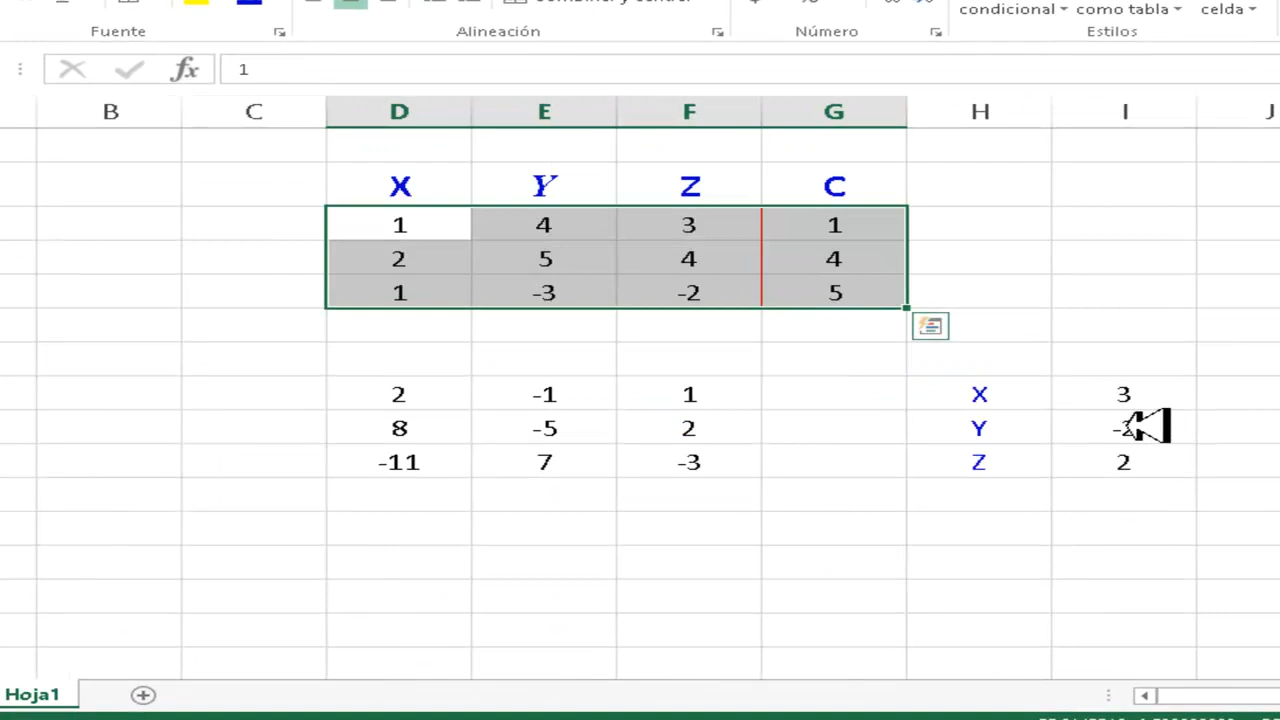 condicional como tabla celda
Fuente Alineación Número Estilos
fx 1
B C D E F G H I J
X Y Z C
1 4 3 1
2 5 4 4
1 -3 -2 5
2 -1 1 X 3
8 -5 2 Y
-11 7 -3 Z 2
Hoja1